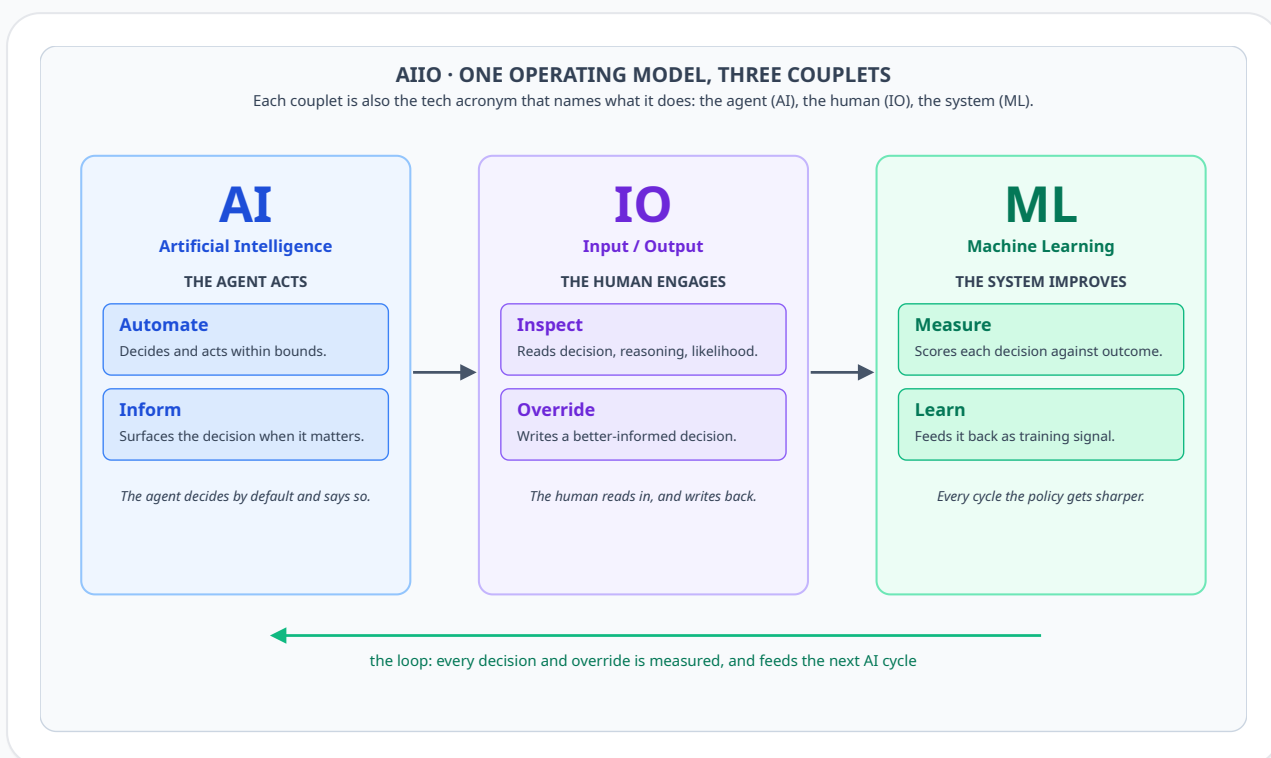 AIIO · ONE OPERATING MODEL, THREE COUPLETS
Each couplet is also the tech acronym that names what it does: the agent (AI), the human (IO), the system (ML).
AI
Artificial Intelligence
THE AGENT ACTS
Automate
Decides and acts within bounds.
Inform
Surfaces the decision when it matters.
The agent decides by default and says so.
IO
Input / Output
THE HUMAN ENGAGES
Inspect
Reads decision, reasoning, likelihood.
Override
Writes a better-informed decision.
The human reads in, and writes back.
ML
Machine Learning
THE SYSTEM IMPROVES
Measure
Scores each decision against outcome.
Learn
Feeds it back as training signal.
Every cycle the policy gets sharper.
the loop: every decision and override is measured, and feeds the next AI cycle